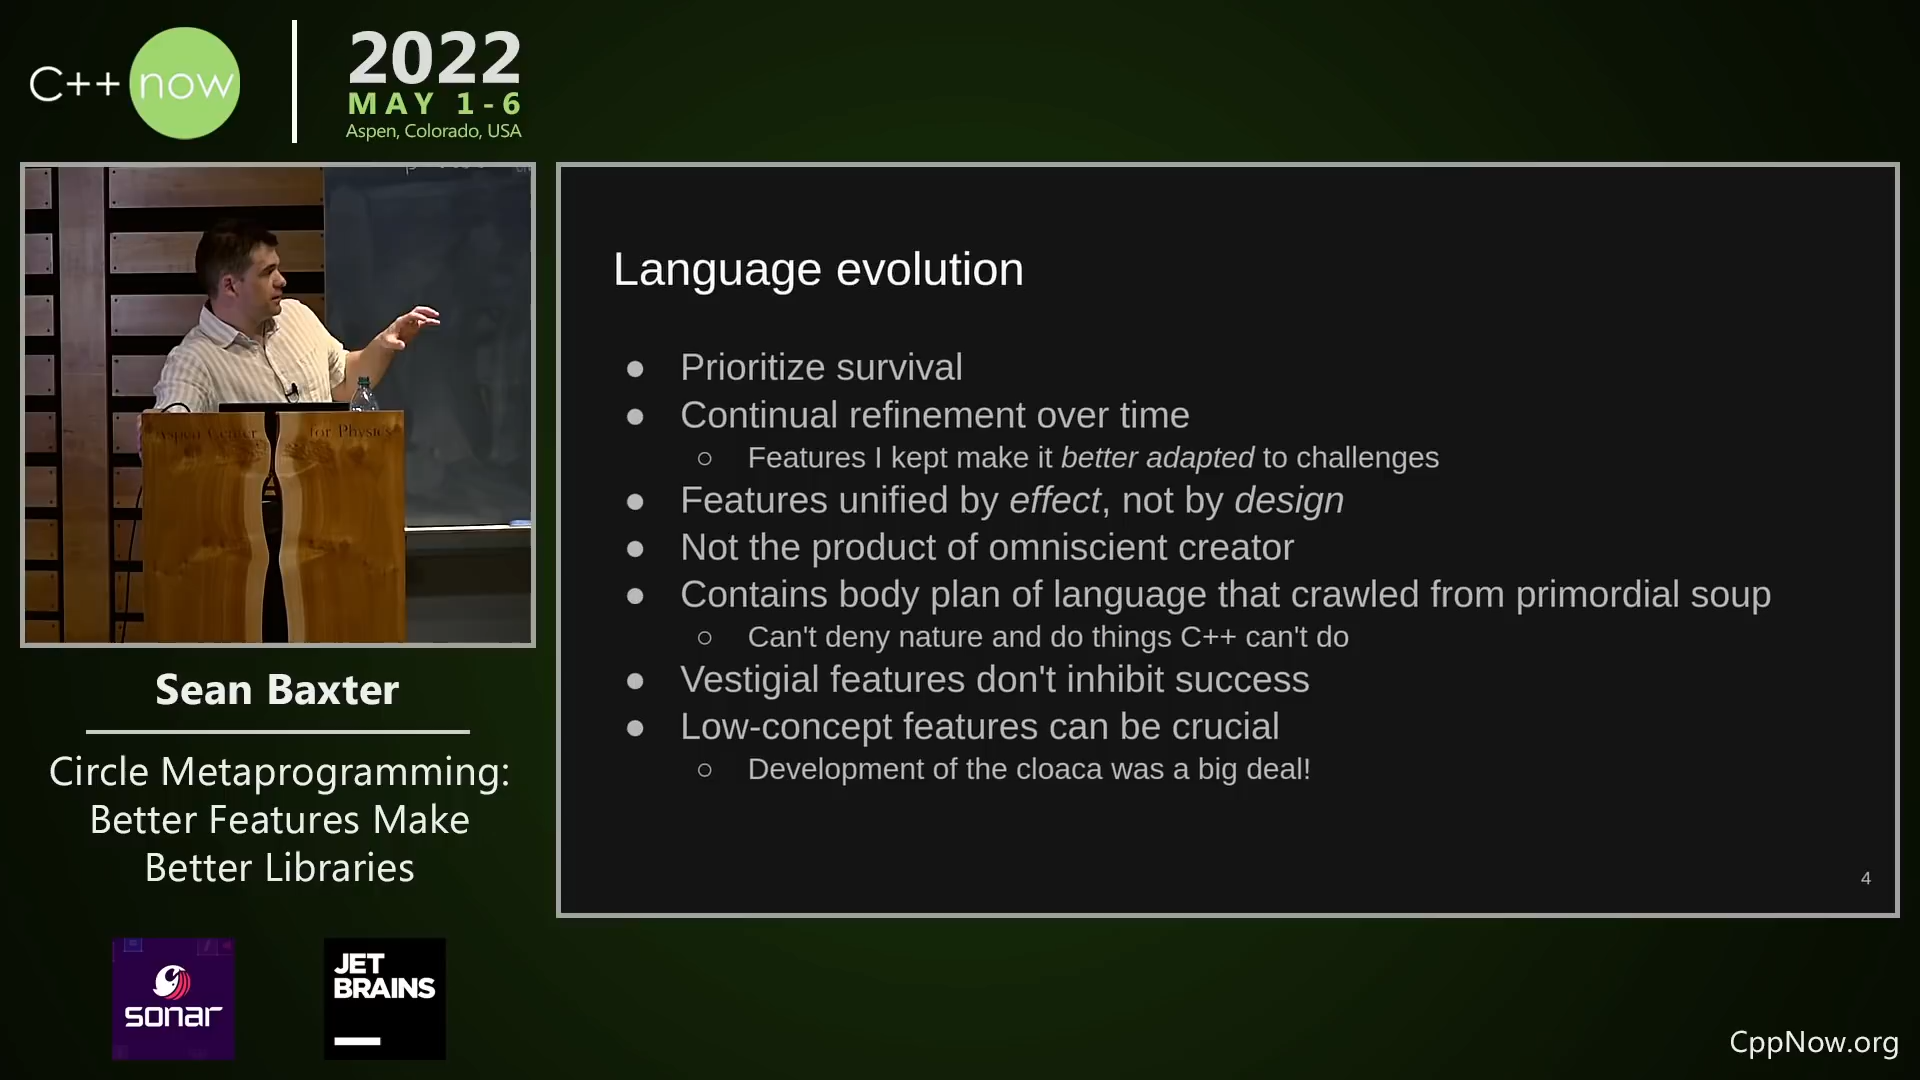 C++ now
2022
MAY 1-6
Aspen, Colorado, USA
Aspen Center for Physics
Sean Baxter
Circle Metaprogramming:
Better Features Make
Better Libraries
sonar
JET
BRAINS
Language evolution
● Prioritize survival
● Continual refinement over time
○ Features I kept make it better adapted to challenges
● Features unified by effect, not by design
● Not the product of omniscient creator
● Contains body plan of language that crawled from primordial soup
○ Can't deny nature and do things C++ can't do
● Vestigial features don't inhibit success
● Low-concept features can be crucial
○ Development of the cloaca was a big deal!
4
CppNow.org